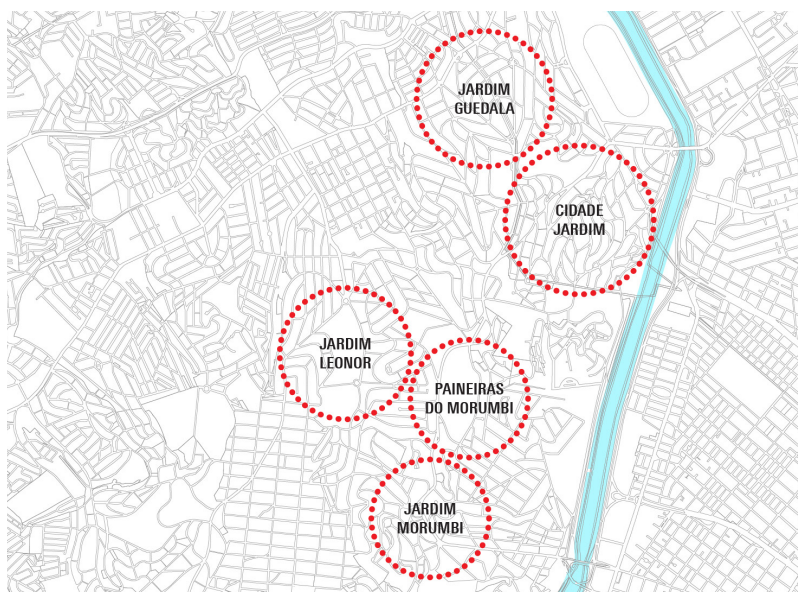 JARDIM
GUEDALA
CIDADE
JARDIM
JARDIM
LEONOR
PAINEIRAS
DO MORUMBI
JARDIM
MORUMBI